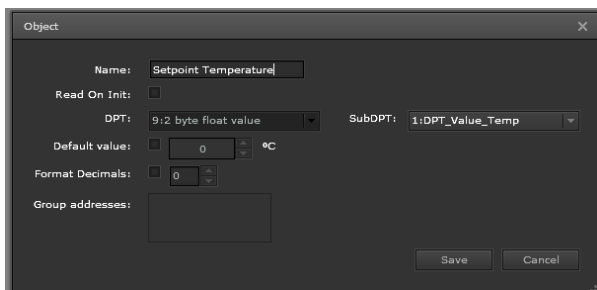 Object
Name: Setpoint Temperature
Read On Init:
DPT: 9:2 byte float value SubDPT: 1:DPT_Value_Temp
Default value: 0 ºC
Format Decimals: 0
Group addresses:
Save Cancel